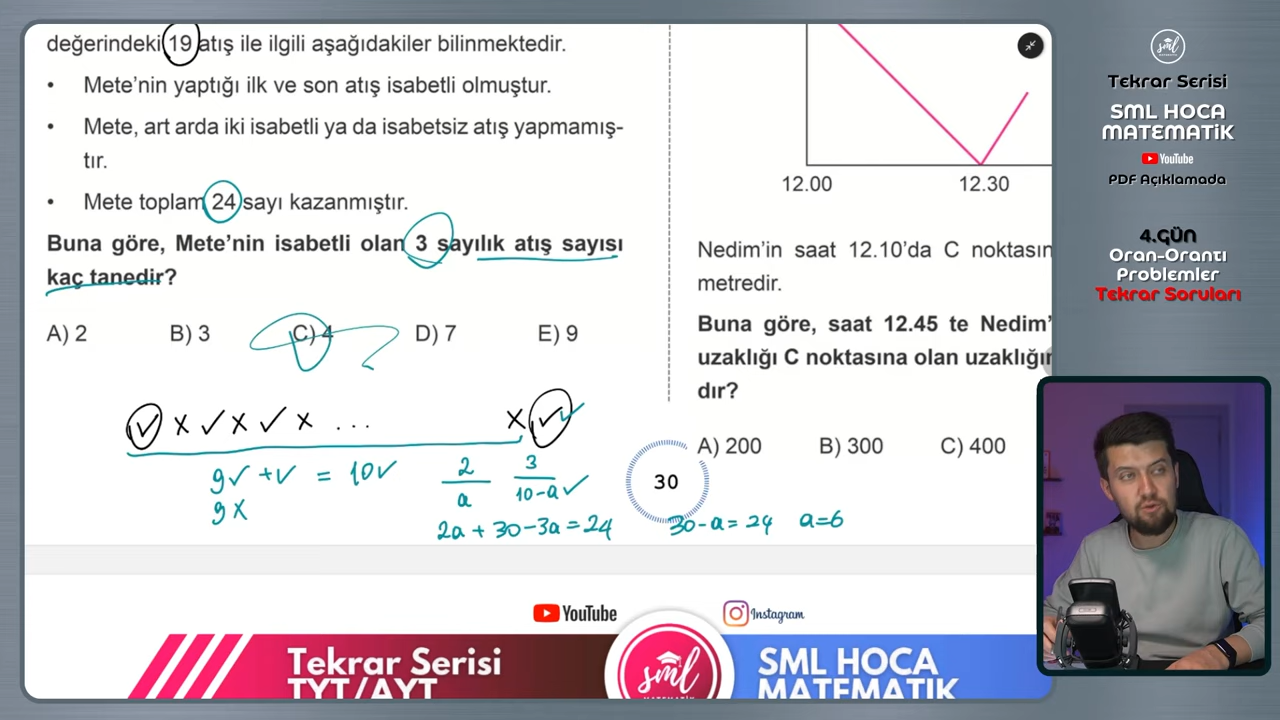 değerindeki 19 atış ile ilgili aşağıdakiler bilinmektedir.
• Mete'nin yaptığı ilk ve son atış isabetli olmuştur.
• Mete, art arda iki isabetli ya da isabetsiz atış yapmamış-
tır.
• Mete toplam 24 sayı kazanmıştır.
Buna göre, Mete'nin isabetli olan 3 sayılık atış sayısı
kaç tanedir?
A) 2 B) 3 C) 4 D) 7 E) 9
✓ x ✓ x ✓ x ... x ✓✓
9✓ + ✓ = 10✓
9x
2/a 3/10-a ✓
2a + 30 - 3a = 24
30 - a = 24 a = 6
30
12.00 12.30
Nedim'in saat 12.10'da C noktasın
metredir.
Buna göre, saat 12.45 te Nedim'
uzaklığı C noktasına olan uzaklığın
dır?
A) 200 B) 300 C) 400
YouTube
Instagram
Tekrar Serisi
TYT/AYT
sml
MATEMATİK
SML HOCA
MATEMATİK
sml
Tekrar Serisi
SML HOCA
MATEMATİK
YouTube
PDF Açıklamada
4.GÜN
Oran-Orantı
Problemler
Tekrar Soruları